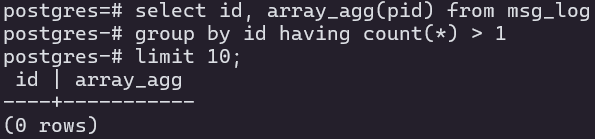 postgres=# select id, array_agg(pid) from msg_log
postgres-# group by id having count(*) > 1
postgres-# limit 10;
 id | array_agg
----+-----------
(0 rows)